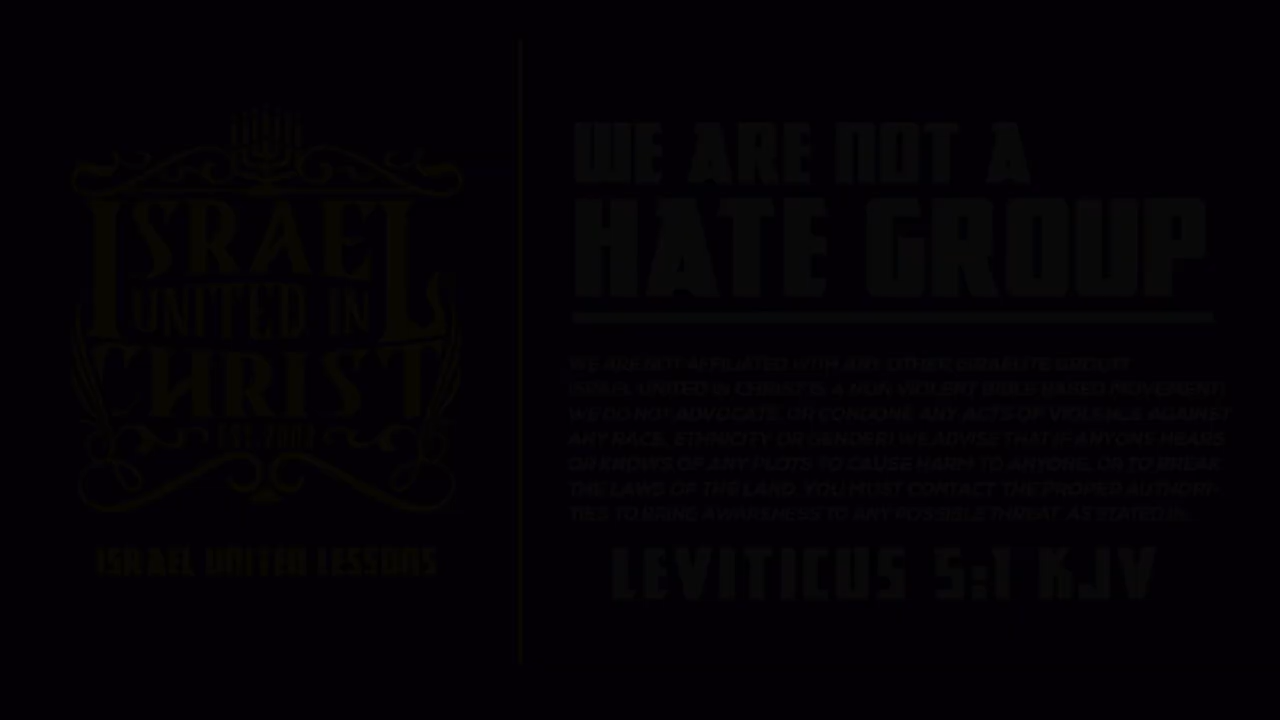 ISRAEL
UNITED IN
CHRIST
EST. 2003
ISRAEL UNITED LESSONS
WE ARE NOT A
HATE GROUP
WE ARE NOT AFFILIATED WITH ANY OTHER ISRAELITE GROUP!
ISRAEL UNITED IN CHRIST IS A NON VIOLENT BIBLE BASED MOVEMENT!
WE DO NOT ADVOCATE, OR CONDONE ANY ACTS OF VIOLENCE AGAINST
ANY RACE, ETHNICITY OR GENDER! WE ADVISE THAT IF ANYONE HEARS
OR KNOWS OF ANY PLOTS TO CAUSE HARM TO ANYONE, OR TO BREAK
THE LAWS OF THE LAND, YOU MUST CONTACT THE PROPER AUTHORI-
TIES TO BRING AWARENESS TO ANY POSSIBLE THREAT AS STATED IN,
LEVITICUS 5:1 KJV